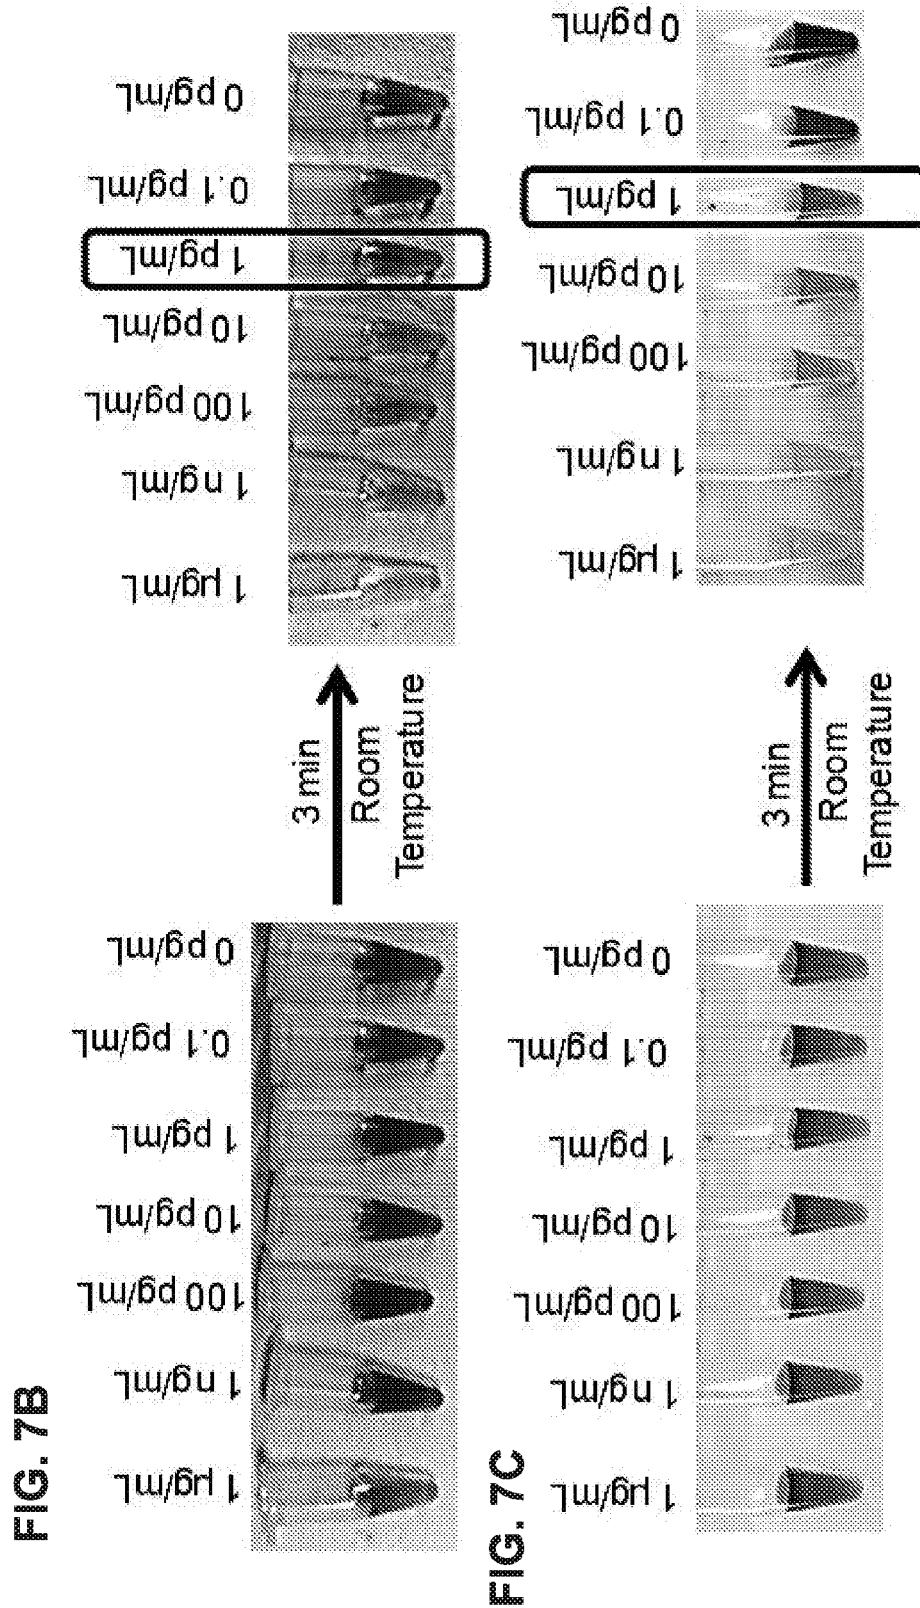 FIG. 7B
1 µg/mL
1 ng/mL
100 pg/mL
10 pg/mL
1 pg/mL
0.1 pg/mL
0 pg/mL
3 min
Room
Temperature
1 µg/mL
1 ng/mL
100 pg/mL
10 pg/mL
1 pg/mL
0.1 pg/mL
0 pg/mL
FIG. 7C
1 µg/mL
1 ng/mL
100 pg/mL
10 pg/mL
1 pg/mL
0.1 pg/mL
0 pg/mL
3 min
Room
Temperature
1 µg/mL
1 ng/mL
100 pg/mL
10 pg/mL
1 pg/mL
0.1 pg/mL
0 pg/mL